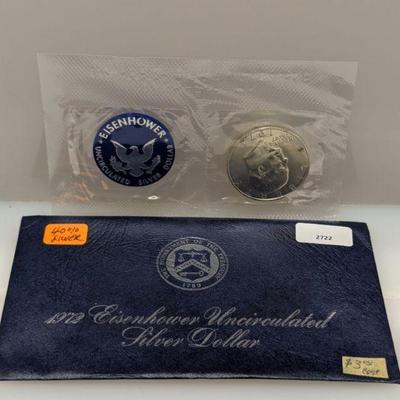 EISENHOWER
UNCIRCULATED SILVER DOLLAR
40%
SILVER
2722
THE DEPARTMENT OF THE TREASURY
1789
1972 Eisenhower Uncirculated
Silver Dollar